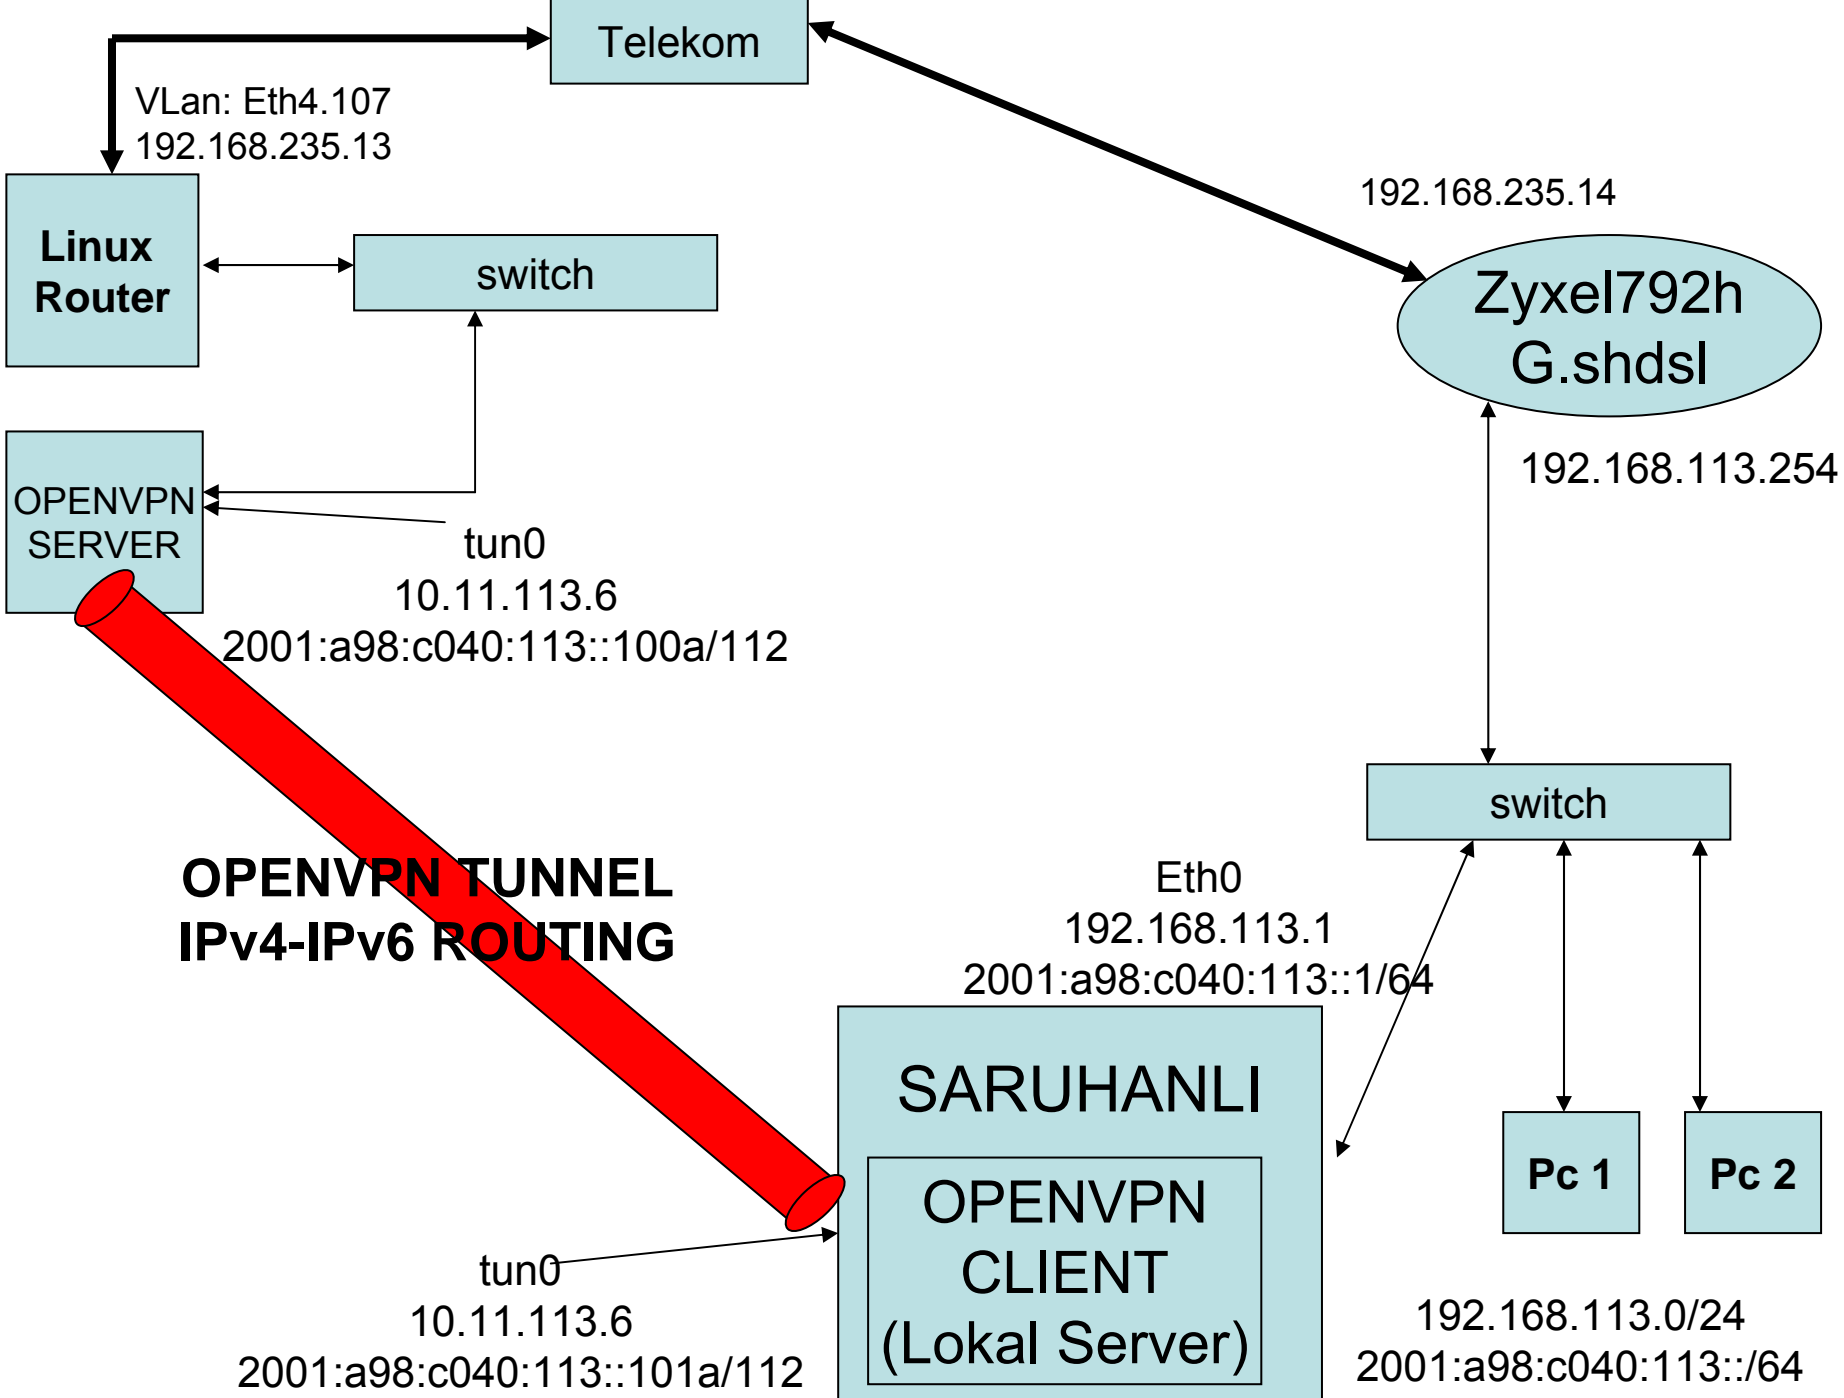 Telekom
VLan: Eth4.107
192.168.235.13
192.168.235.14
Linux
Router
switch
Zyxel792h
G.shdsl
192.168.113.254
OPENVPN
SERVER
tun0
10.11.113.6
2001:a98:c040:113::100a/112
switch
OPENVPN TUNNEL
IPv4-IPv6 ROUTING
Eth0
192.168.113.1
2001:a98:c040:113::1/64
SARUHANLI
OPENVPN
CLIENT
(Lokal Server)
Pc 1
Pc 2
tun0
10.11.113.6
2001:a98:c040:113::101a/112
192.168.113.0/24
2001:a98:c040:113::/64